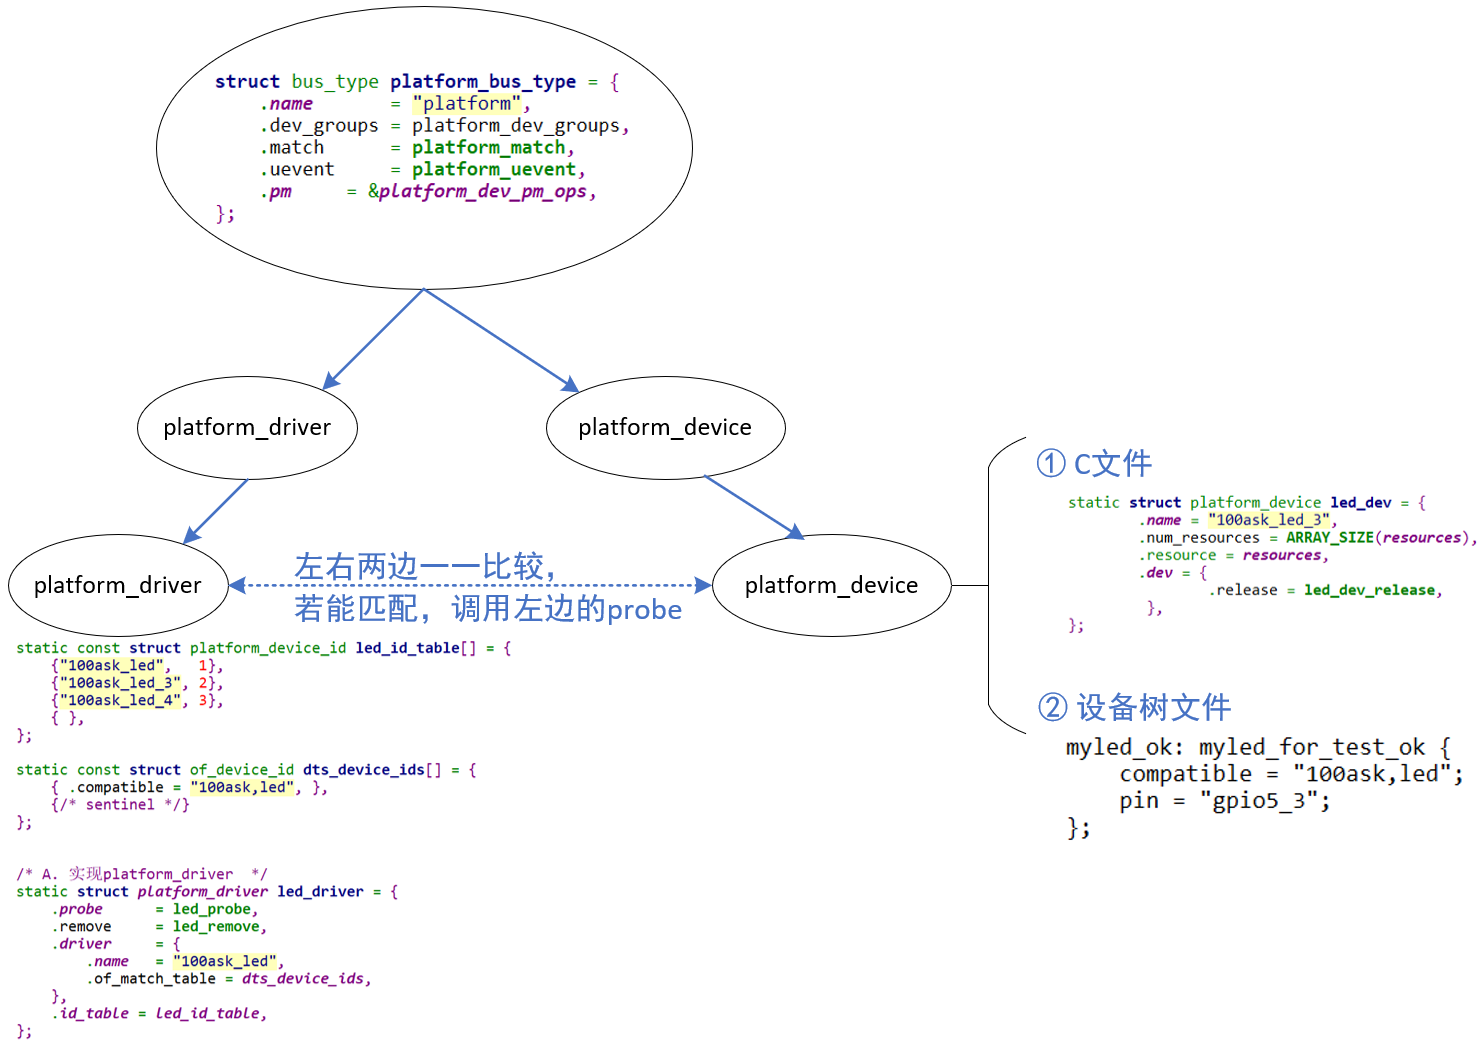 struct bus_type platform_bus_type = {
    .name       = "platform",
    .dev_groups = platform_dev_groups,
    .match      = platform_match,
    .uevent     = platform_uevent,
    .pm     = &platform_dev_pm_ops,
};
platform_driver
platform_device
platform_driver
左右两边一一比较，
若能匹配，调用左边的probe
platform_device
static const struct platform_device_id led_id_table[] = {
    {"100ask_led",   1},
    {"100ask_led_3", 2},
    {"100ask_led_4", 3},
    { },
};
static const struct of_device_id dts_device_ids[] = {
    { .compatible = "100ask,led", },
    {/* sentinel */}
};
/* A. 实现platform_driver  */
static struct platform_driver led_driver = {
    .probe      = led_probe,
    .remove     = led_remove,
    .driver     = {
        .name   = "100ask_led",
        .of_match_table = dts_device_ids,
    },
    .id_table = led_id_table,
};
① C文件
static struct platform_device led_dev = {
        .name = "100ask_led_3",
        .num_resources = ARRAY_SIZE(resources),
        .resource = resources,
        .dev = {
                .release = led_dev_release,
         },
};
② 设备树文件
myled_ok: myled_for_test_ok {
    compatible = "100ask,led";
    pin = "gpio5_3";
};